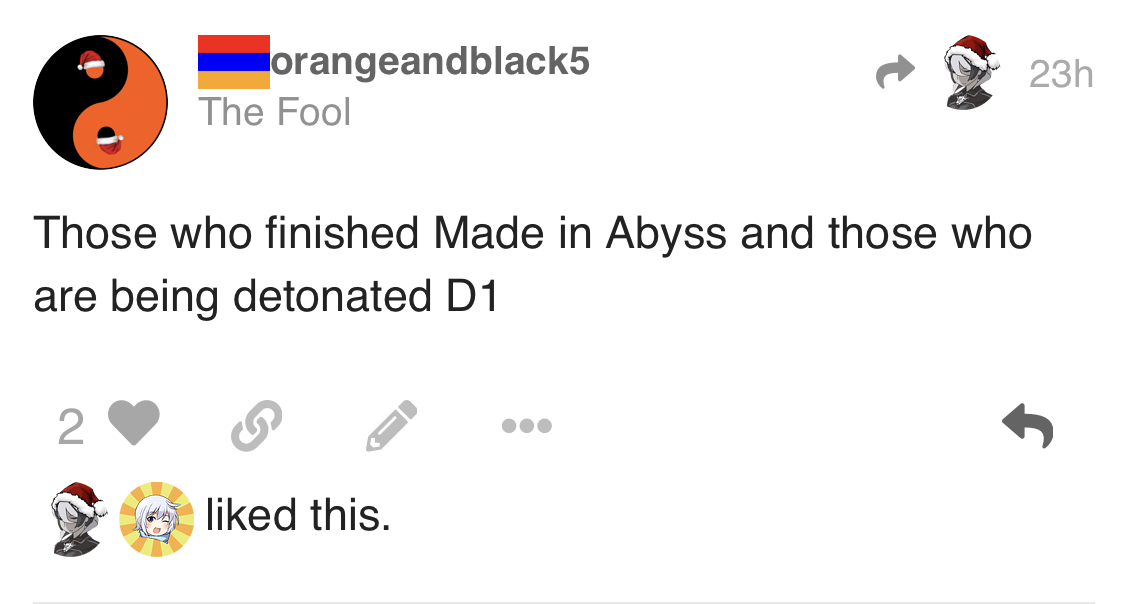 orangeandblack5
23h
The Fool
Those who finished Made in Abyss and those who
are being detonated D1
2
liked this.